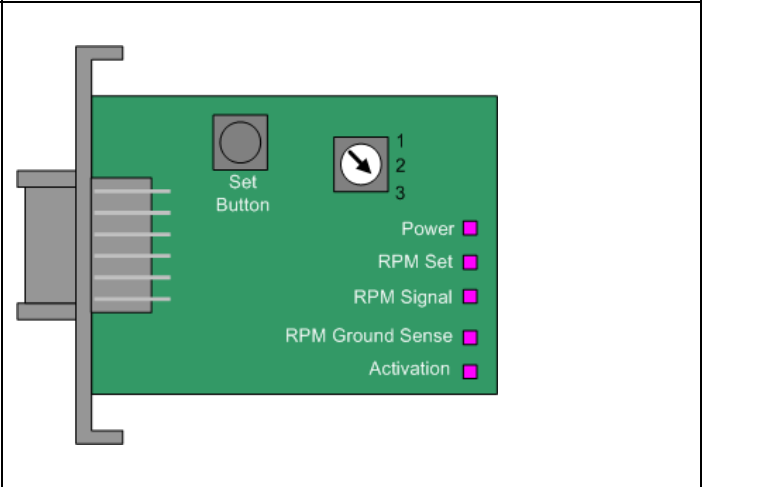 1
2
3
Set
Button
Power
RPM Set
RPM Signal
RPM Ground Sense
Activation